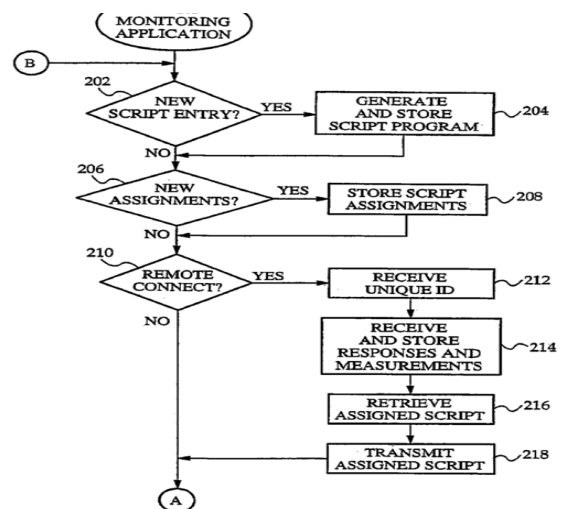 MONITORING
APPLICATION
B
202
NEW
SCRIPT ENTRY?
YES
GENERATE
AND STORE
SCRIPT PROGRAM
204
NO
206
NEW
ASSIGNMENTS?
YES
STORE SCRIPT
ASSIGNMENTS
208
NO
210
REMOTE
CONNECT?
YES
RECEIVE
UNIQUE ID
212
NO
RECEIVE
AND STORE
RESPONSES AND
MEASUREMENTS
214
RETRIEVE
ASSIGNED SCRIPT
216
TRANSMIT
ASSIGNED SCRIPT
218
A